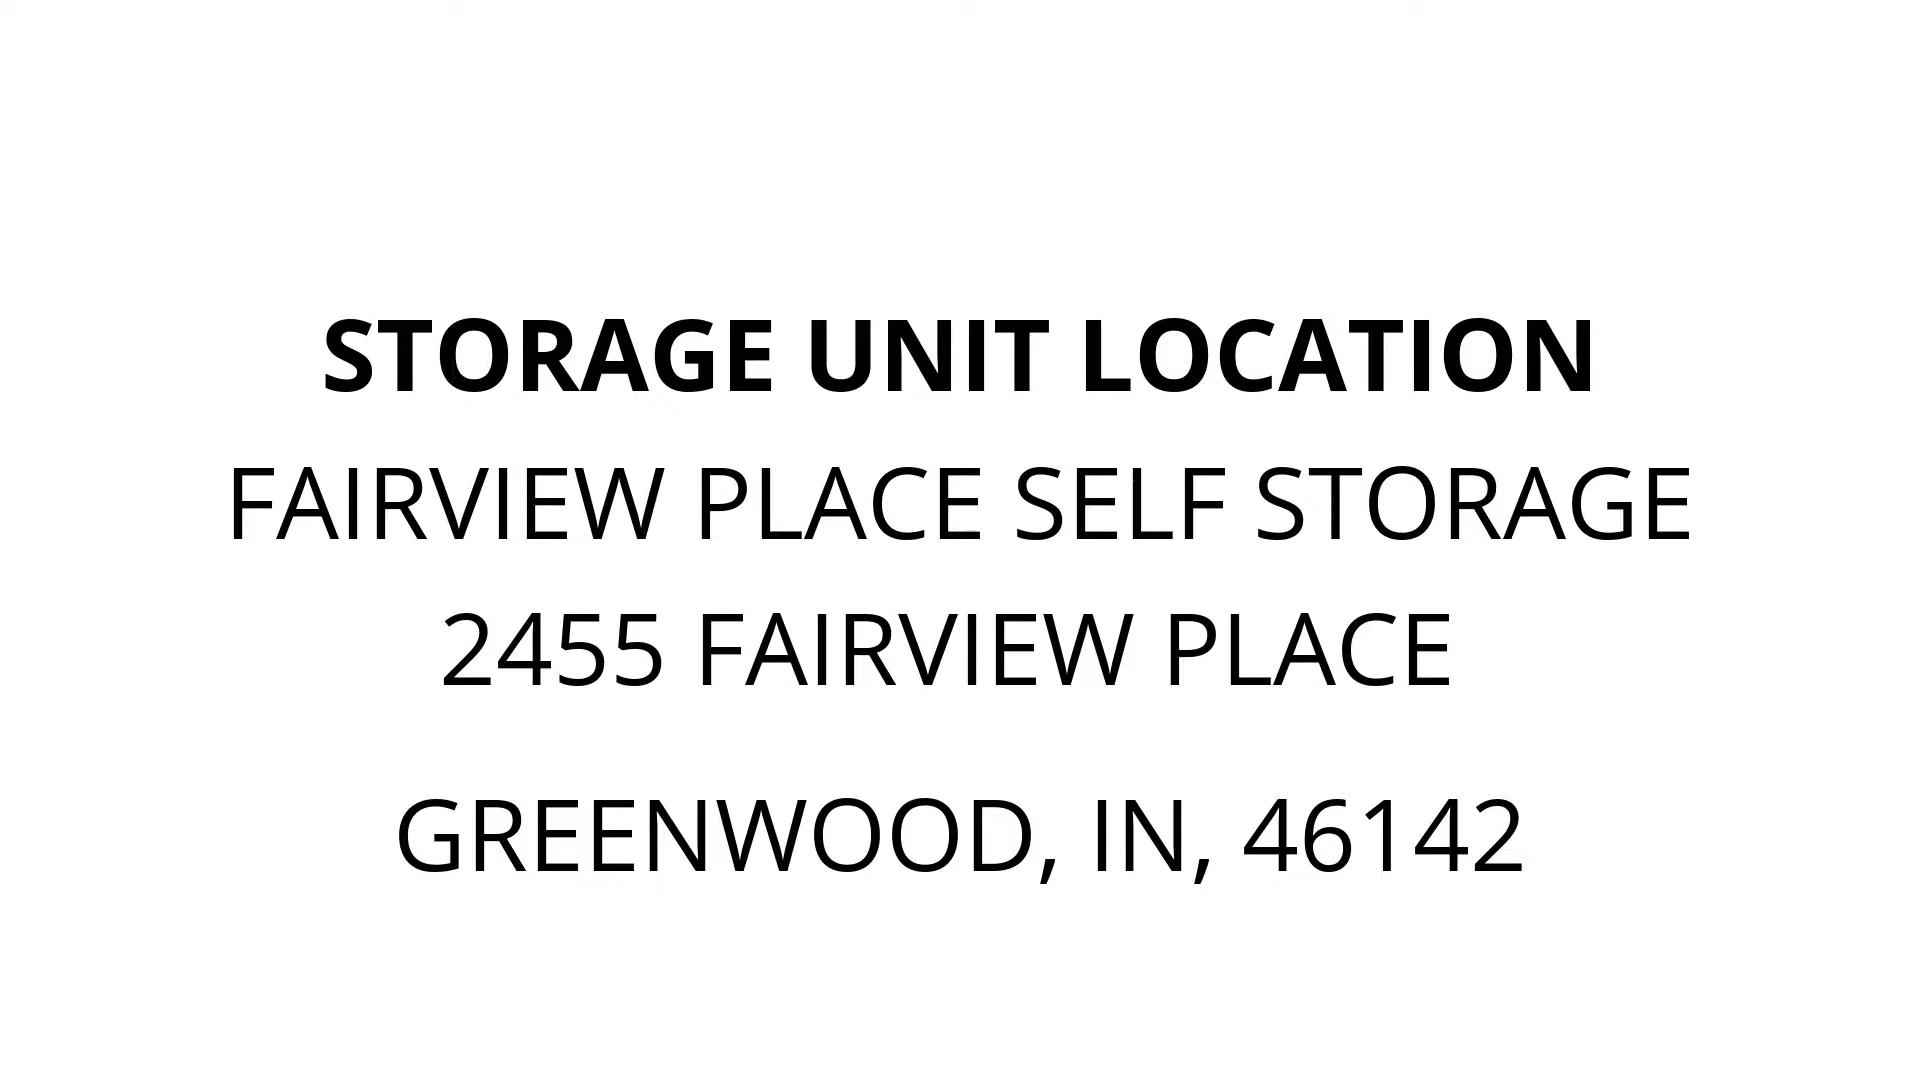 STORAGE UNIT LOCATION
FAIRVIEW PLACE SELF STORAGE
2455 FAIRVIEW PLACE
GREENWOOD, IN, 46142